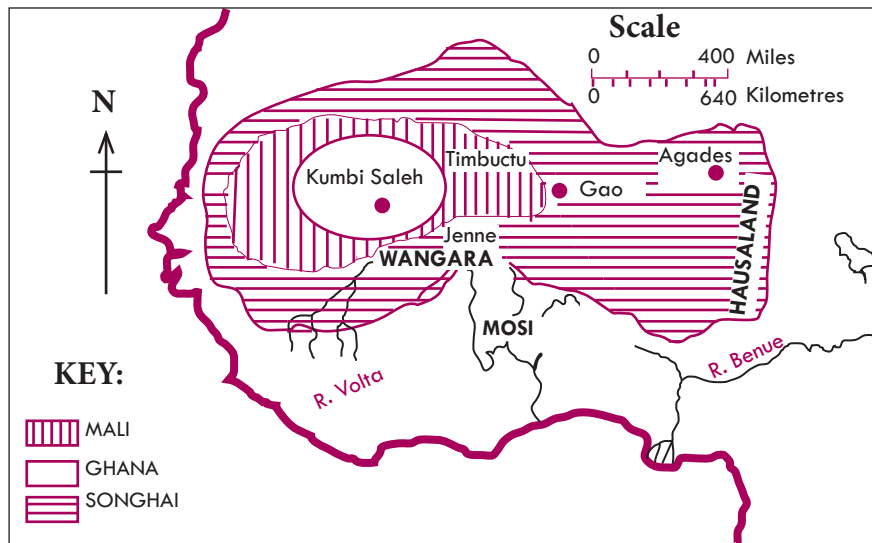 Scale
0 400 Miles
0 640 Kilometres
N
Timbuctu
Agades
Kumbi Saleh
Gao
Jenne
WANGARA
HAUSALAND
MOSI
R. Volta
R. Benue
KEY:
MALI
GHANA
SONGHAI